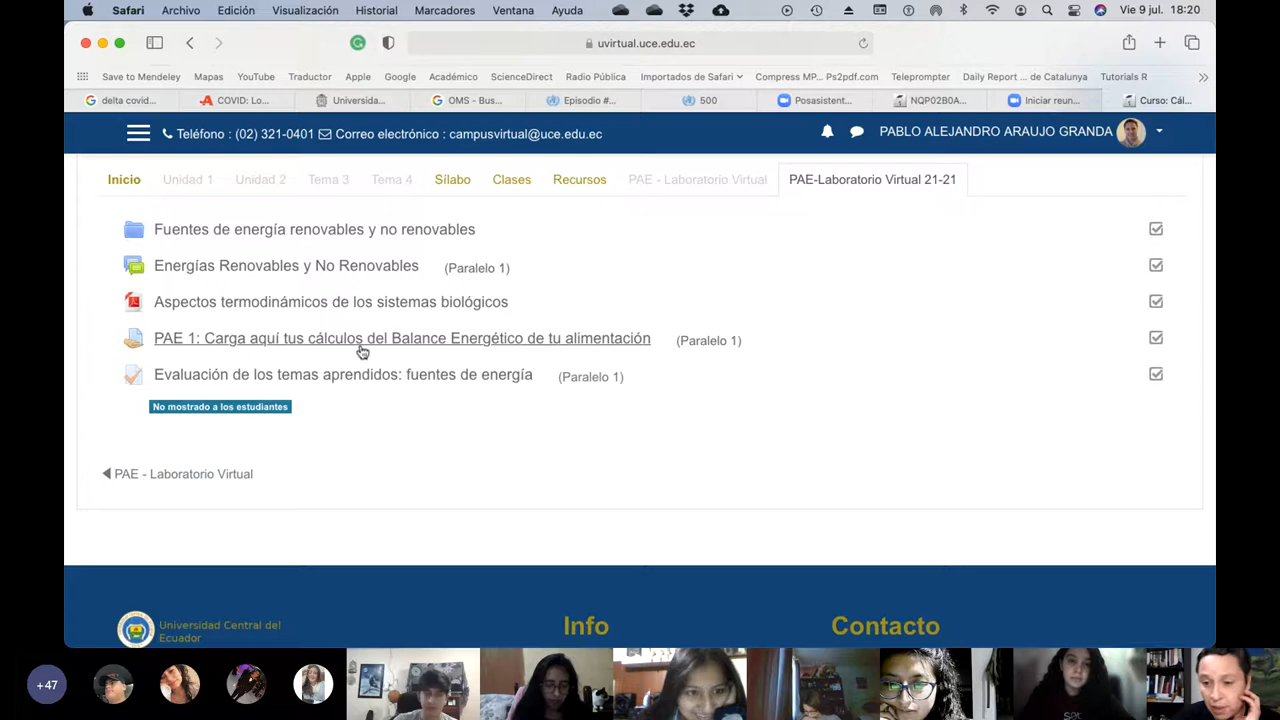 Safari Archivo Edición Visualización Historial Marcadores Ventana Ayuda Vie 9 jul. 18:20
uvirtual.uce.edu.ec
Save to Mendeley Mapas YouTube Traductor Apple Google Académico ScienceDirect Radio Pública Importados de Safari Compress MP... Ps2pdf.com Teleprompter Daily Report ... de Catalunya Tutorials R
delta covid... COVID: Lo... Universida... OMS - Bus... Episodio #... 500 Posasistent... NQP02B0A... Iniciar reun... Curso: Cál...
Teléfono : (02) 321-0401 Correo electrónico : campusvirtual@uce.edu.ec PABLO ALEJANDRO ARAUJO GRANDA
Inicio Unidad 1 Unidad 2 Tema 3 Tema 4 Sílabo Clases Recursos PAE - Laboratorio Virtual PAE-Laboratorio Virtual 21-21
Fuentes de energía renovables y no renovables
Energías Renovables y No Renovables (Paralelo 1)
Aspectos termodinámicos de los sistemas biológicos
PAE 1: Carga aquí tus cálculos del Balance Energético de tu alimentación (Paralelo 1)
Evaluación de los temas aprendidos: fuentes de energía (Paralelo 1)
No mostrado a los estudiantes
PAE - Laboratorio Virtual
Universidad Central del
Ecuador
Info Contacto
+47